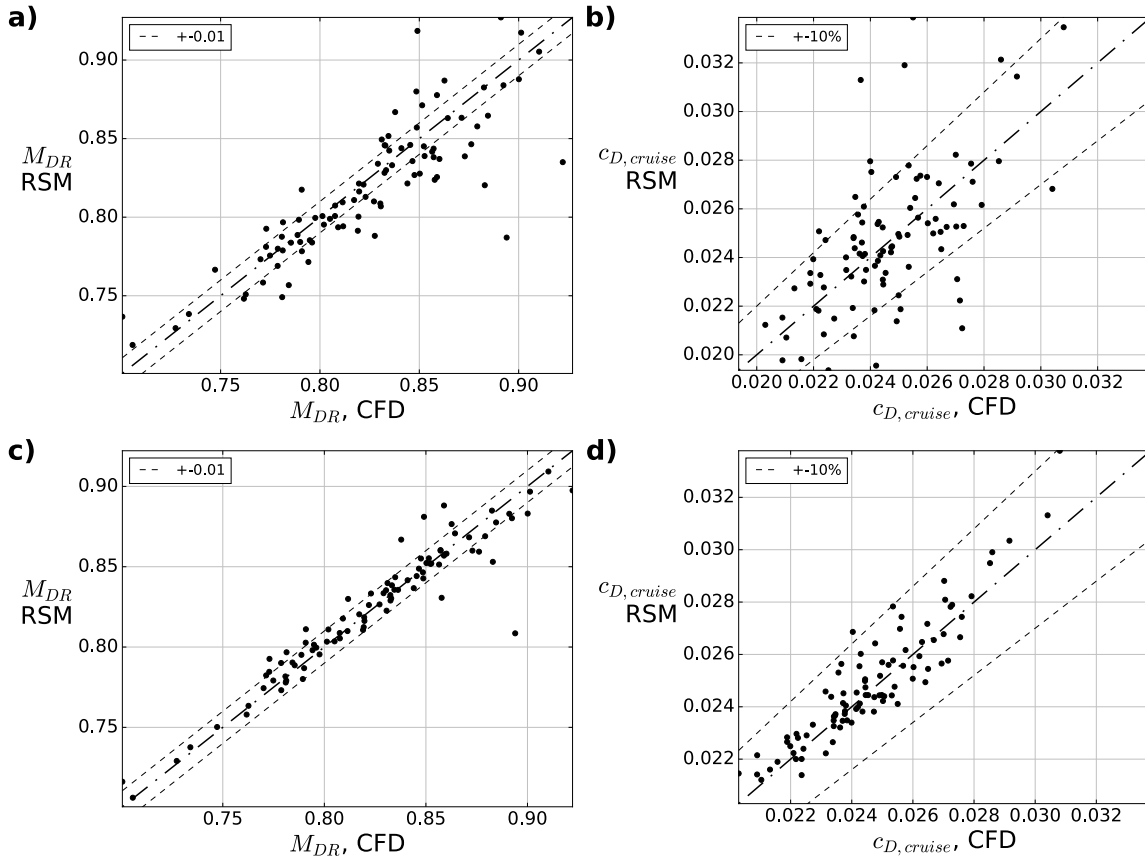 a)
+-0.01
0.90
0.85
0.80
0.75
M_DR
RSM
0.75 0.80 0.85 0.90
M_DR, CFD
b)
+-10%
0.032
0.030
0.028
0.026
0.024
0.022
0.020
c_D,cruise
RSM
0.020 0.022 0.024 0.026 0.028 0.030 0.032
c_D,cruise, CFD
c)
+-0.01
0.90
0.85
0.80
0.75
M_DR
RSM
0.75 0.80 0.85 0.90
M_DR, CFD
d)
+-10%
0.032
0.030
0.028
0.026
0.024
0.022
c_D,cruise
RSM
0.022 0.024 0.026 0.028 0.030 0.032
c_D,cruise, CFD